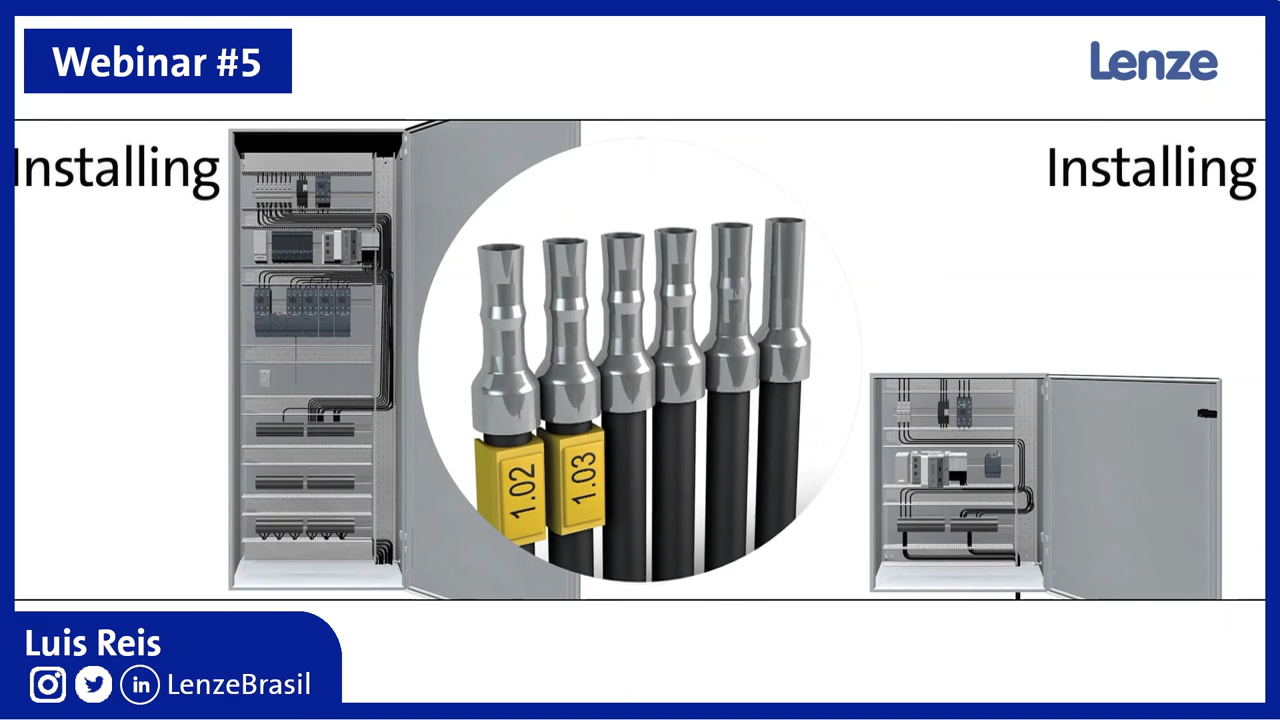 Webinar #5
Lenze
Installing
Installing
1.02
1.03
Luis Reis
LenzeBrasil